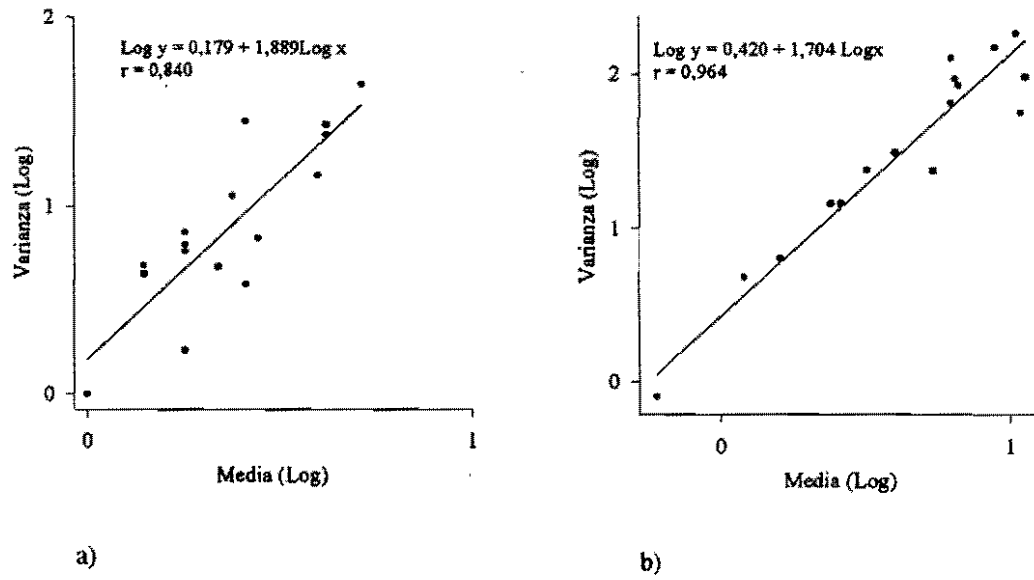 2
Log y = 0,179 + 1,889Log x
r = 0,840
Varianza (Log)
1
0
0
1
Media (Log)
a)
Log y = 0,420 + 1,704 Logx
r = 0,964
2
Varianza (Log)
1
0
0
1
Media (Log)
b)